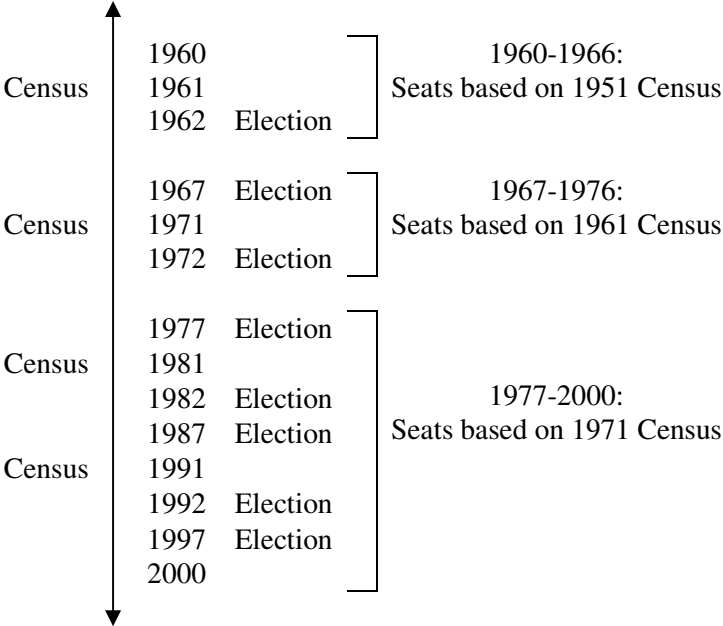 1960
Census 1961
1962 Election
1960-1966:
Seats based on 1951 Census
1967 Election
Census 1971
1972 Election
1967-1976:
Seats based on 1961 Census
1977 Election
Census 1981
1982 Election
1987 Election
Census 1991
1992 Election
1997 Election
2000
1977-2000:
Seats based on 1971 Census